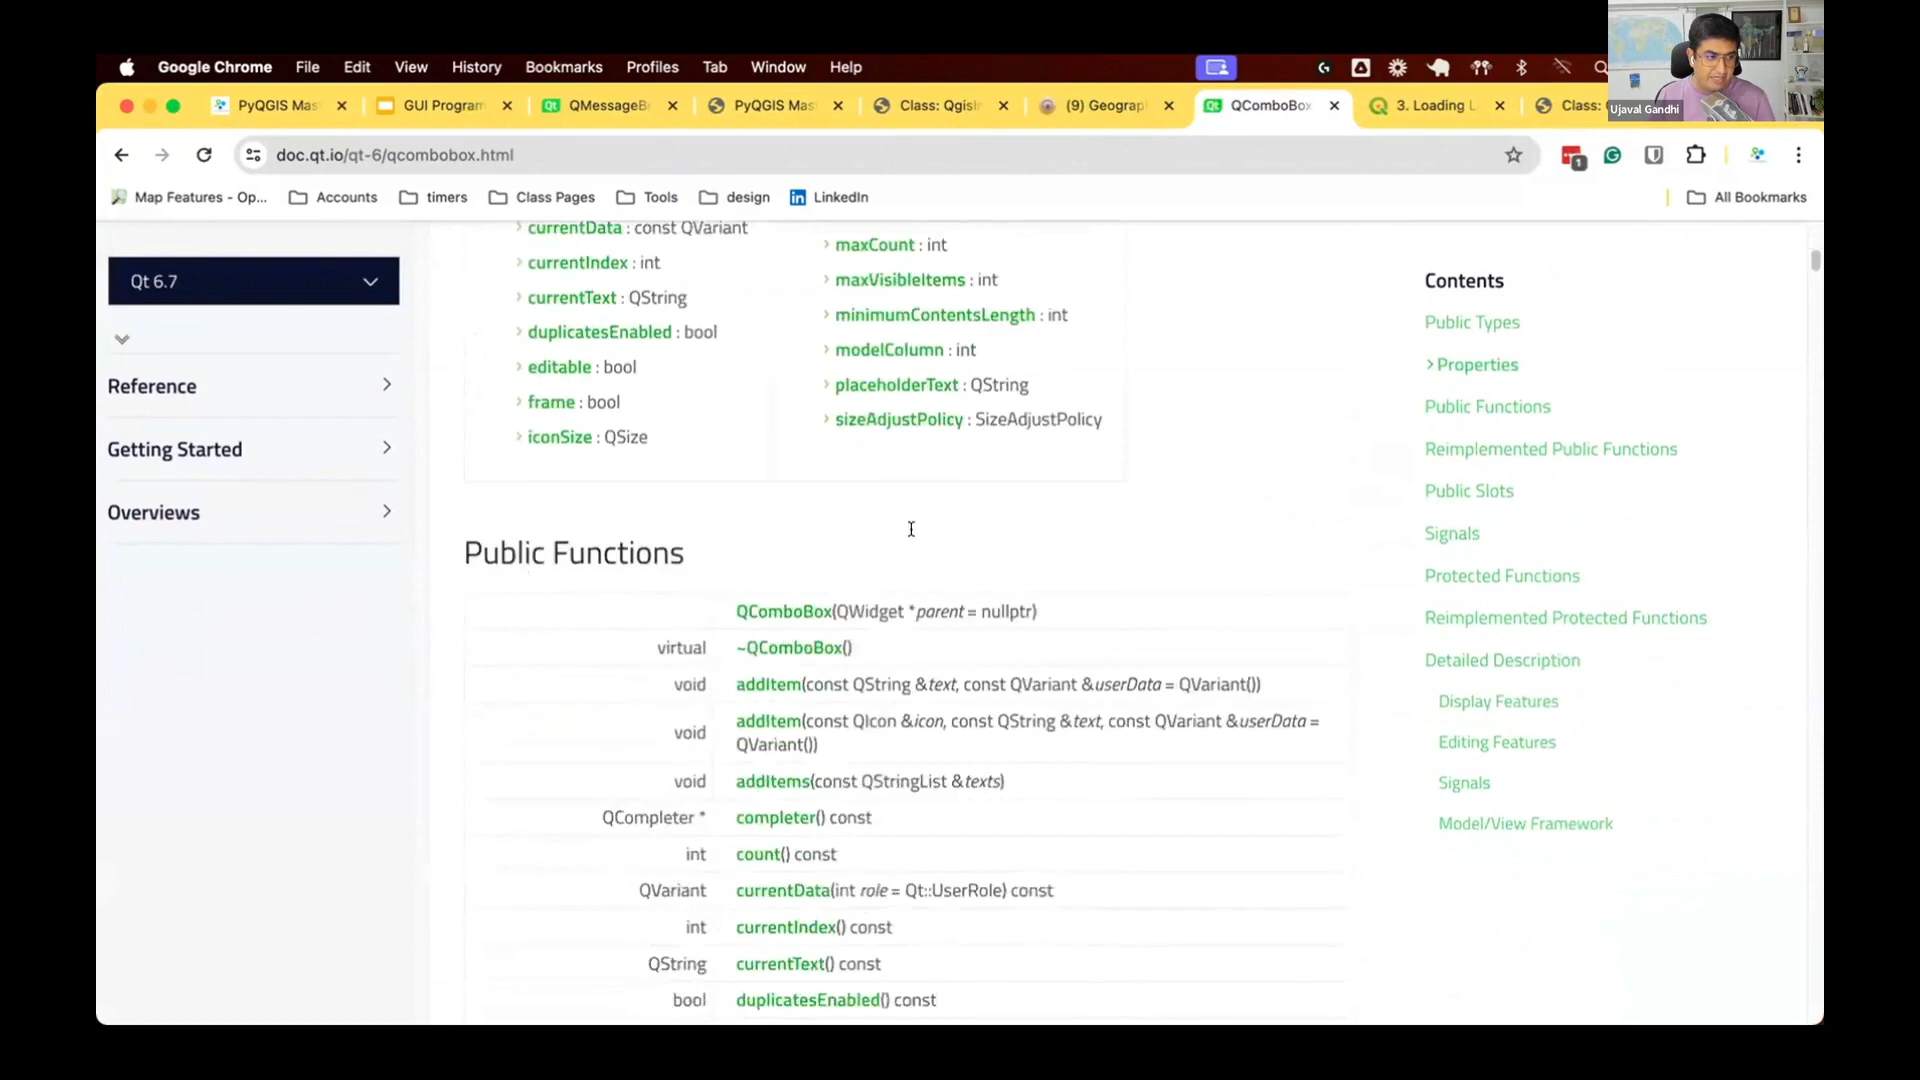 Google Chrome File Edit View History Bookmarks Profiles Tab Window Help
Ujaval Gandhi
PyQGIS Mas GUI Program QMessageB PyQGIS Mas Class: QgisIn (9) Geograp QComboBox 3. Loading L Class:
doc.qt.io/qt-6/qcombobox.html
1
Map Features - Op... Accounts timers Class Pages Tools design LinkedIn All Bookmarks
Qt 6.7
Reference
Getting Started
Overviews
currentData : const QVariant
currentIndex : int
currentText : QString
duplicatesEnabled : bool
editable : bool
frame : bool
iconSize : QSize
maxCount : int
maxVisibleItems : int
minimumContentsLength : int
modelColumn : int
placeholderText : QString
sizeAdjustPolicy : SizeAdjustPolicy
Public Functions
QComboBox(QWidget *parent = nullptr)
virtual ~QComboBox()
void addItem(const QString &text, const QVariant &userData = QVariant())
void addItem(const QIcon &icon, const QString &text, const QVariant &userData =
QVariant())
void addItems(const QStringList &texts)
QCompleter * completer() const
int count() const
QVariant currentData(int role = Qt::UserRole) const
int currentIndex() const
QString currentText() const
bool duplicatesEnabled() const
Contents
Public Types
Properties
Public Functions
Reimplemented Public Functions
Public Slots
Signals
Protected Functions
Reimplemented Protected Functions
Detailed Description
Display Features
Editing Features
Signals
Model/View Framework